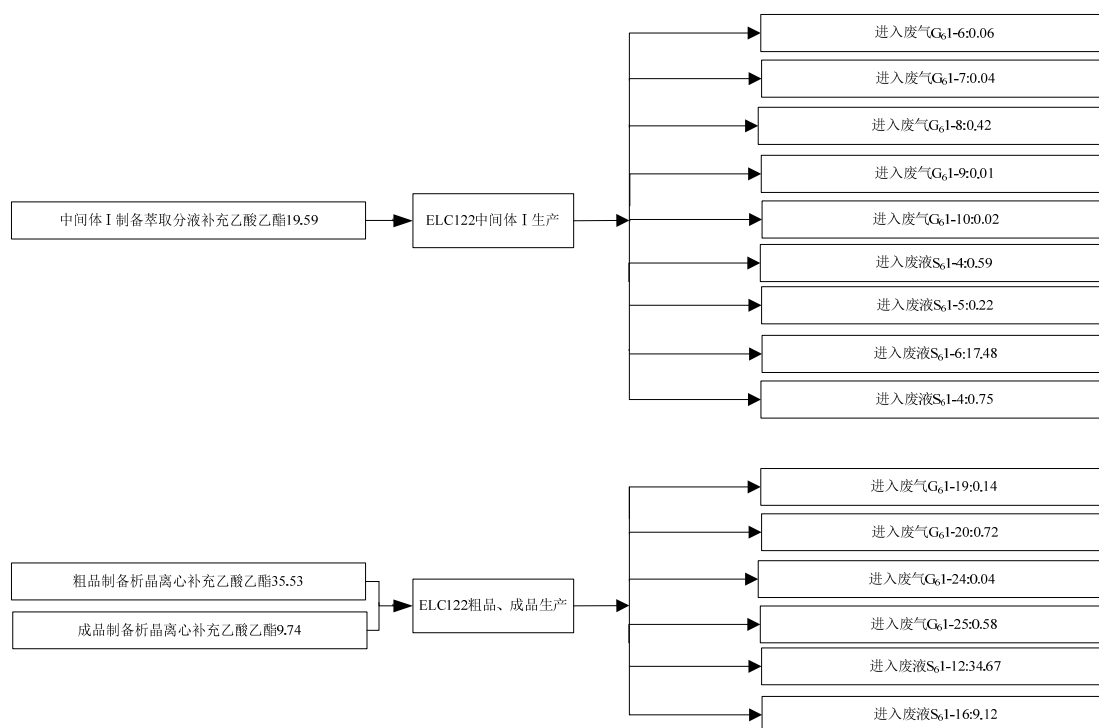 进入废气G₆1-6:0.06
进入废气G₆1-7:0.04
进入废气G₆1-8:0.42
进入废气G₆1-9:0.01
中间体Ⅰ制备萃取分液补充乙酸乙酯19.59
ELC122中间体Ⅰ生产
进入废气G₆1-10:0.02
进入废液S₆1-4:0.59
进入废液S₆1-5:0.22
进入废液S₆1-6:17.48
进入废液S₆1-4:0.75
进入废气G₆1-19:0.14
进入废气G₆1-20:0.72
粗品制备析晶离心补充乙酸乙酯35.53
成品制备析晶离心补充乙酸乙酯9.74
ELC122粗品、成品生产
进入废气G₆1-24:0.04
进入废气G₆1-25:0.58
进入废液S₆1-12:34.67
进入废液S₆1-16:9.12